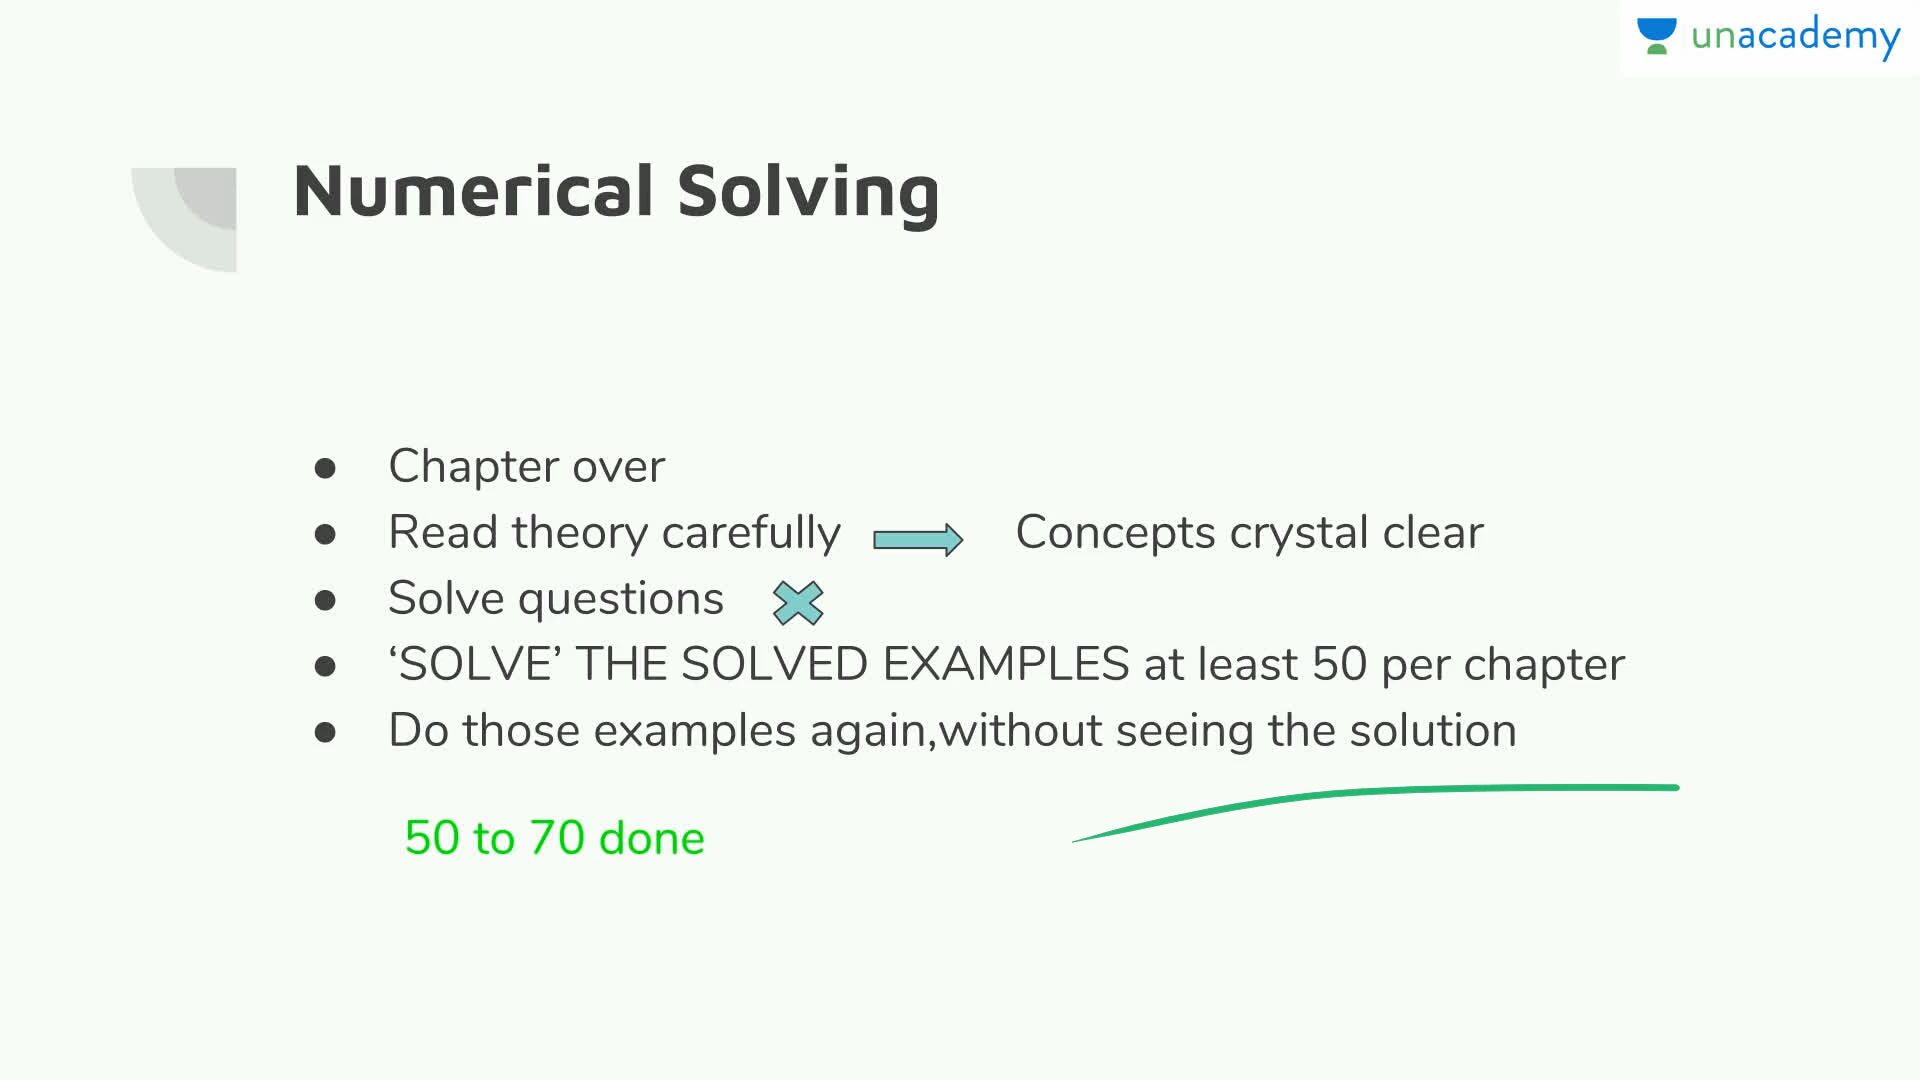 unacademy
Numerical Solving
● Chapter over
● Read theory carefully Concepts crystal clear
● Solve questions
● ‘SOLVE’ THE SOLVED EXAMPLES at least 50 per chapter
● Do those examples again,without seeing the solution
50 to 70 done